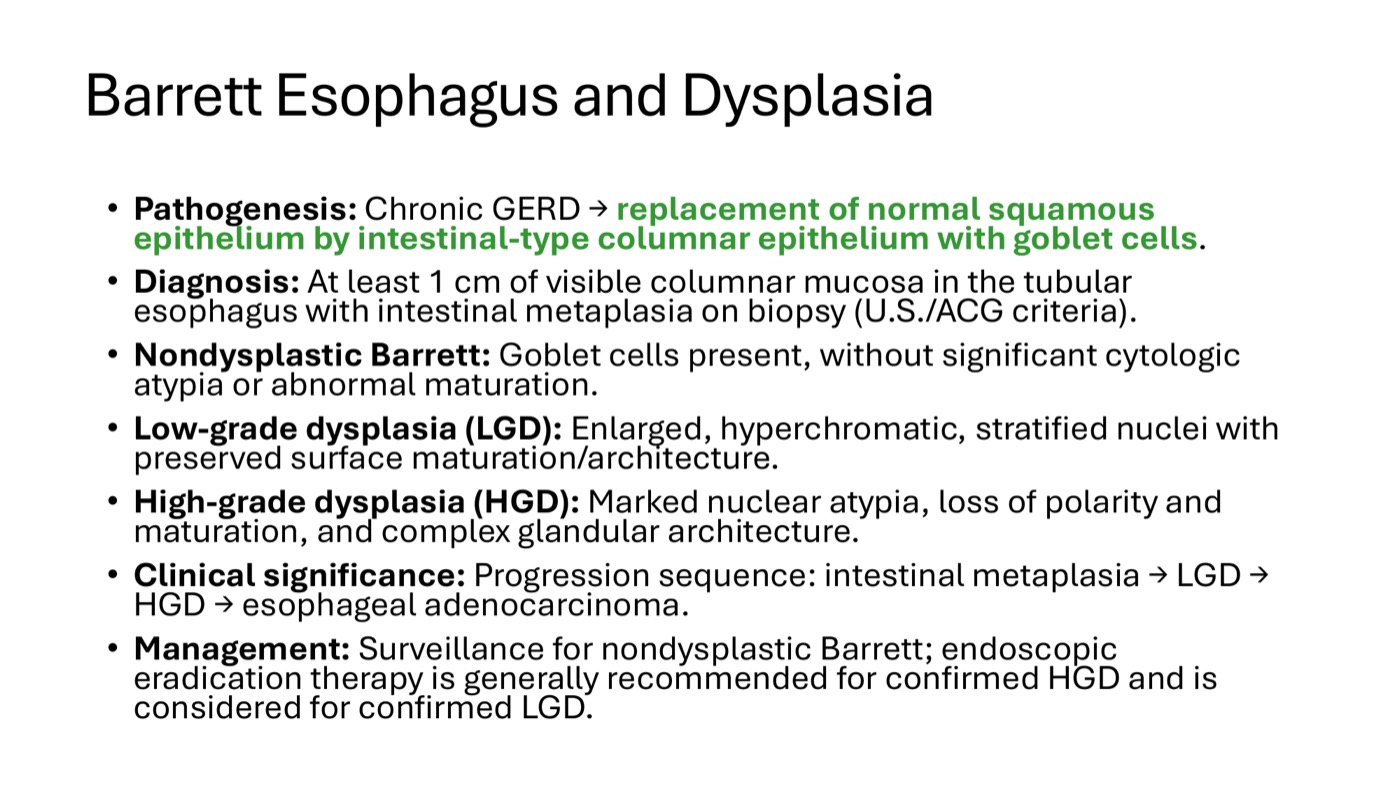 Barrett Esophagus and Dysplasia
• Pathogenesis: Chronic GERD → replacement of normal squamous
epithelium by intestinal-type columnar epithelium with goblet cells.
• Diagnosis: At least 1 cm of visible columnar mucosa in the tubular
esophagus with intestinal metaplasia on biopsy (U.S./ACG criteria).
• Nondysplastic Barrett: Goblet cells present, without significant cytologic
atypia or abnormal maturation.
• Low-grade dysplasia (LGD): Enlarged, hyperchromatic, stratified nuclei with
preserved surface maturation/architecture.
• High-grade dysplasia (HGD): Marked nuclear atypia, loss of polarity and
maturation, and complex glandular architecture.
• Clinical significance: Progression sequence: intestinal metaplasia → LGD →
HGD → esophageal adenocarcinoma.
• Management: Surveillance for nondysplastic Barrett; endoscopic
eradication therapy is generally recommended for confirmed HGD and is
considered for confirmed LGD.